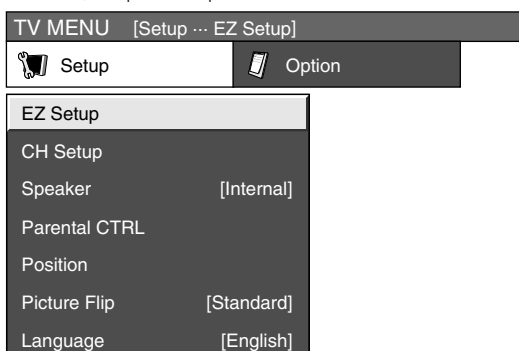 TV MENU [Setup ··· EZ Setup]
Setup Option
EZ Setup
CH Setup
Speaker [Internal]
Parental CTRL
Position
Picture Flip [Standard]
Language [English]